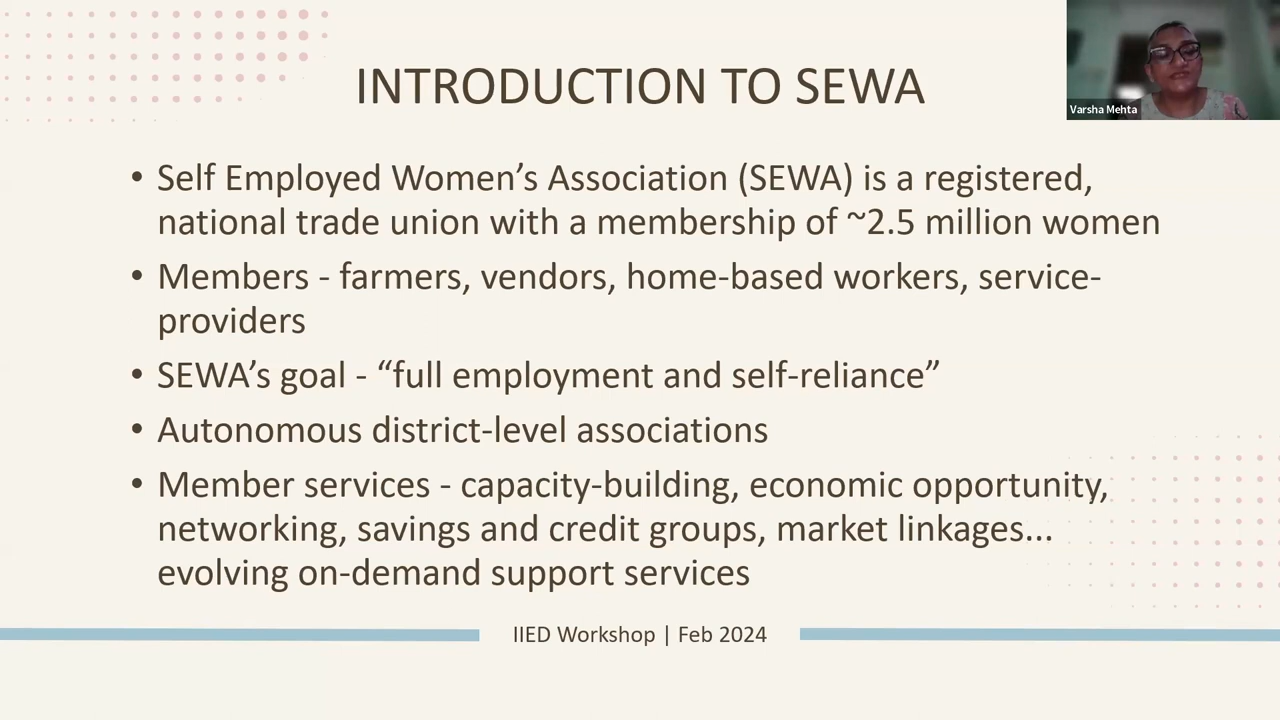 INTRODUCTION TO SEWA
Varsha Mehta
• Self Employed Women’s Association (SEWA) is a registered,
national trade union with a membership of ~2.5 million women
• Members - farmers, vendors, home-based workers, service-
providers
• SEWA’s goal - “full employment and self-reliance”
• Autonomous district-level associations
• Member services - capacity-building, economic opportunity,
networking, savings and credit groups, market linkages...
evolving on-demand support services
IIED Workshop | Feb 2024